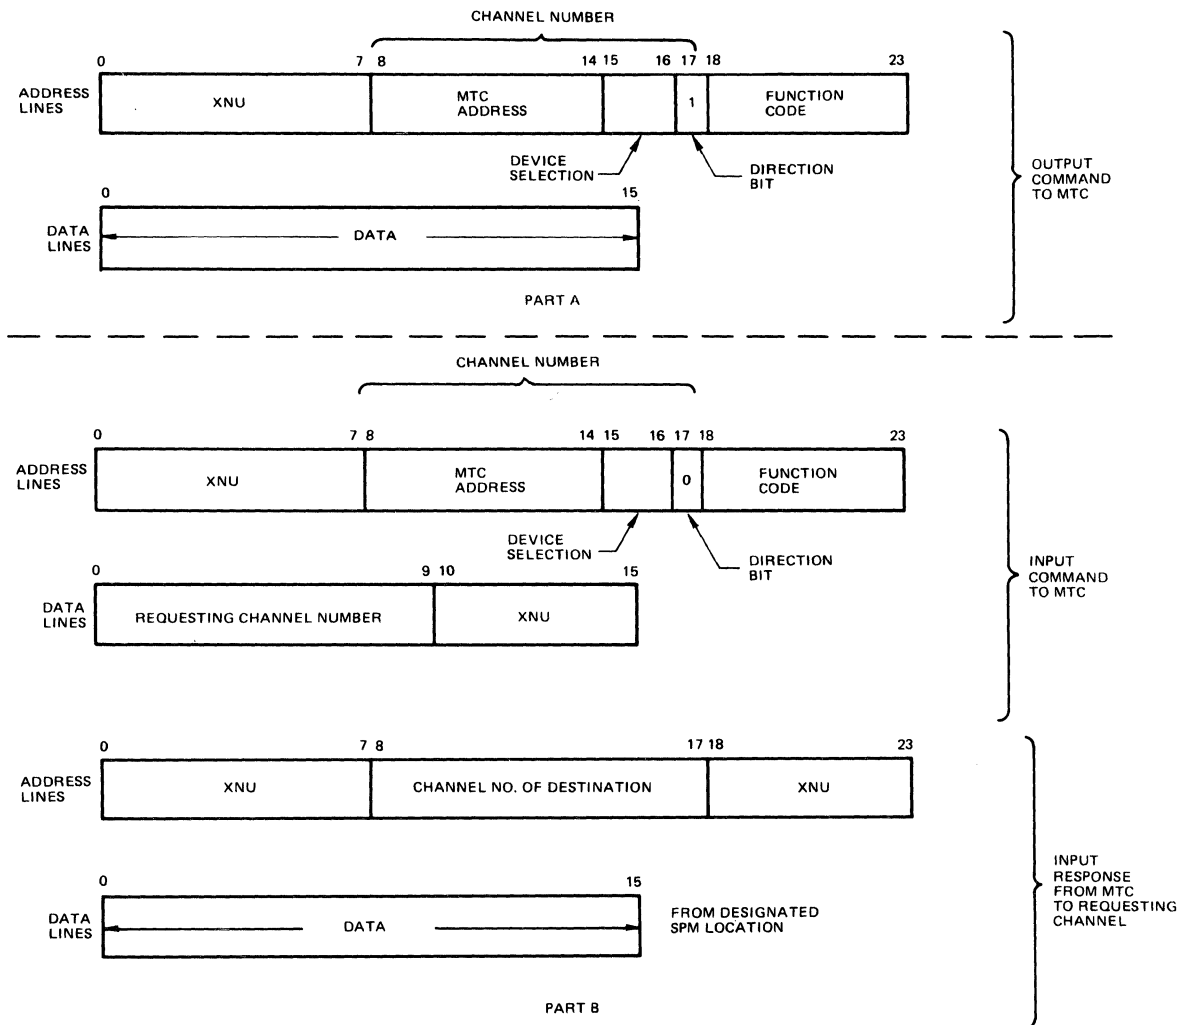 CHANNEL NUMBER
0 7 8 14 15 16 17 18 23
ADDRESS
LINES
XNU
MTC
ADDRESS
1
FUNCTION
CODE
DEVICE
SELECTION
DIRECTION
BIT
OUTPUT
COMMAND
TO MTC
0 15
DATA
LINES
DATA
PART A
CHANNEL NUMBER
0 7 8 14 15 16 17 18 23
ADDRESS
LINES
XNU
MTC
ADDRESS
0
FUNCTION
CODE
DEVICE
SELECTION
DIRECTION
BIT
INPUT
COMMAND
TO MTC
0 9 10 15
DATA
LINES
REQUESTING CHANNEL NUMBER
XNU
0 7 8 17 18 23
ADDRESS
LINES
XNU
CHANNEL NO. OF DESTINATION
XNU
INPUT
RESPONSE
FROM MTC
TO REQUESTING
CHANNEL
0 15
DATA
LINES
DATA
FROM DESIGNATED
SPM LOCATION
PART B